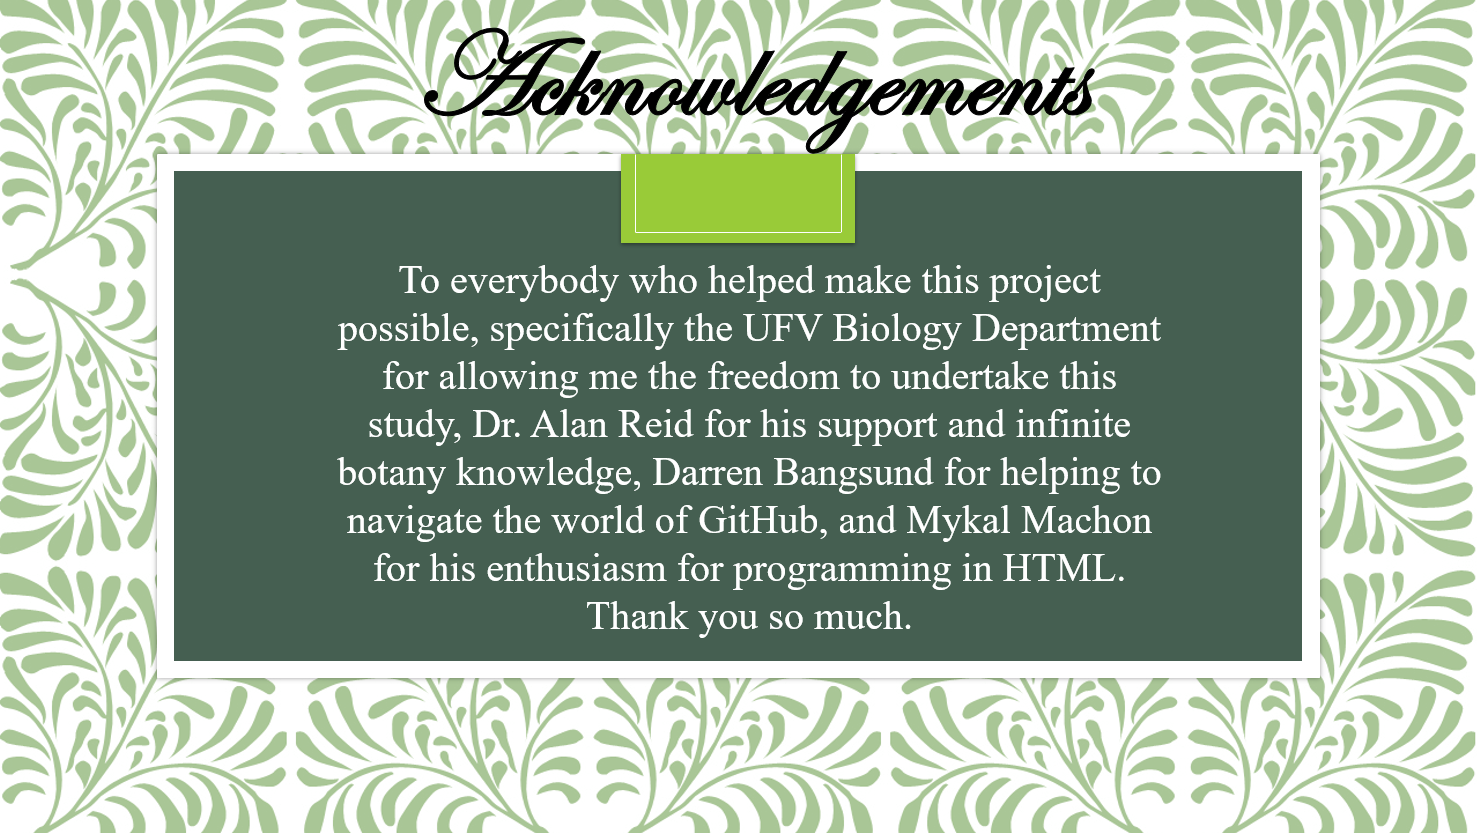 Acknowledgements
To everybody who helped make this project
possible, specifically the UFV Biology Department
for allowing me the freedom to undertake this
study, Dr. Alan Reid for his support and infinite
botany knowledge, Darren Bangsund for helping to
navigate the world of GitHub, and Mykal Machon
for his enthusiasm for programming in HTML.
Thank you so much.